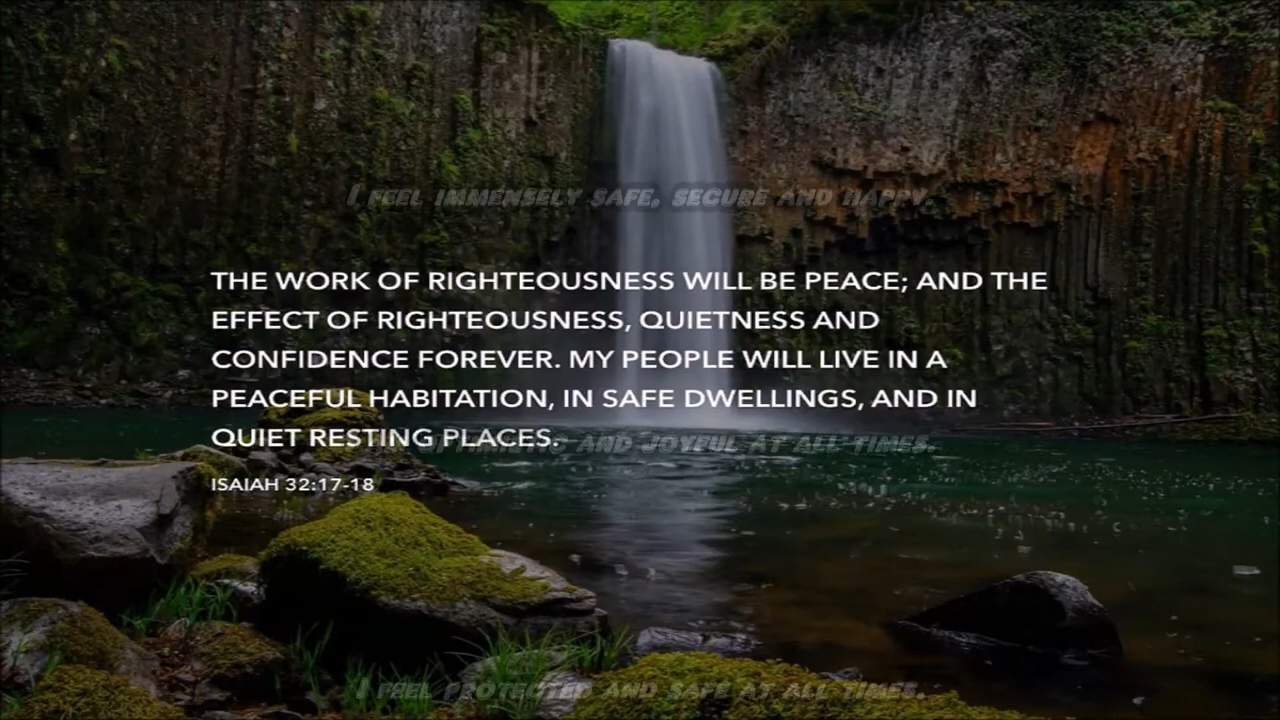 I FEEL IMMENSELY SAFE, SECURE AND HAPPY.
THE WORK OF RIGHTEOUSNESS WILL BE PEACE; AND THE
EFFECT OF RIGHTEOUSNESS, QUIETNESS AND
CONFIDENCE FOREVER. MY PEOPLE WILL LIVE IN A
PEACEFUL HABITATION, IN SAFE DWELLINGS, AND IN
QUIET RESTING PLACES.
OPTIMISTIC AND JOYFUL AT ALL TIMES.
ISAIAH 32:17-18
I FEEL PROTECTED AND SAFE AT ALL TIMES.